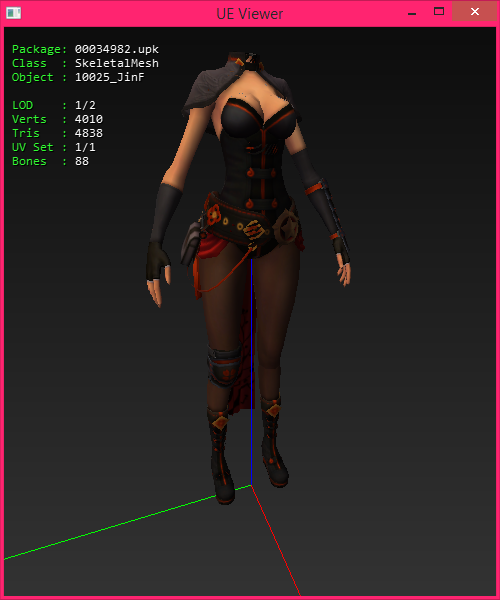 UE Viewer
Package: 00034982.upk
Class : SkeletalMesh
Object : 10025_JinF
LOD : 1/2
Verts : 4010
Tris : 4838
UV Set : 1/1
Bones : 88